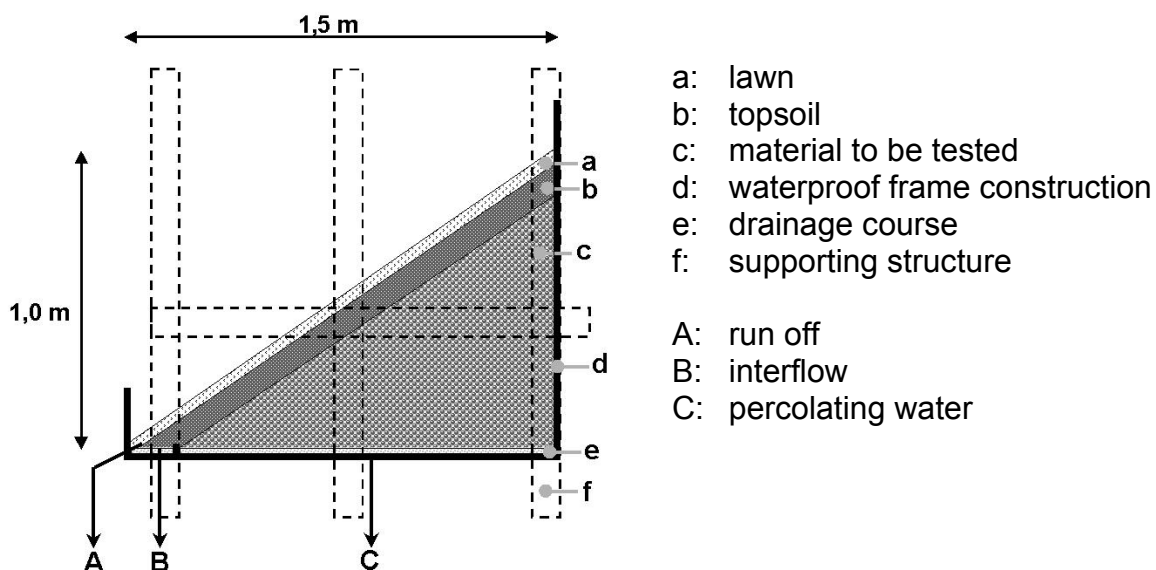 1,5 m
1,0 m
a
b
c
d
e
f
A
B
C
a: lawn
b: topsoil
c: material to be tested
d: waterproof frame construction
e: drainage course
f: supporting structure
A: run off
B: interflow
C: percolating water